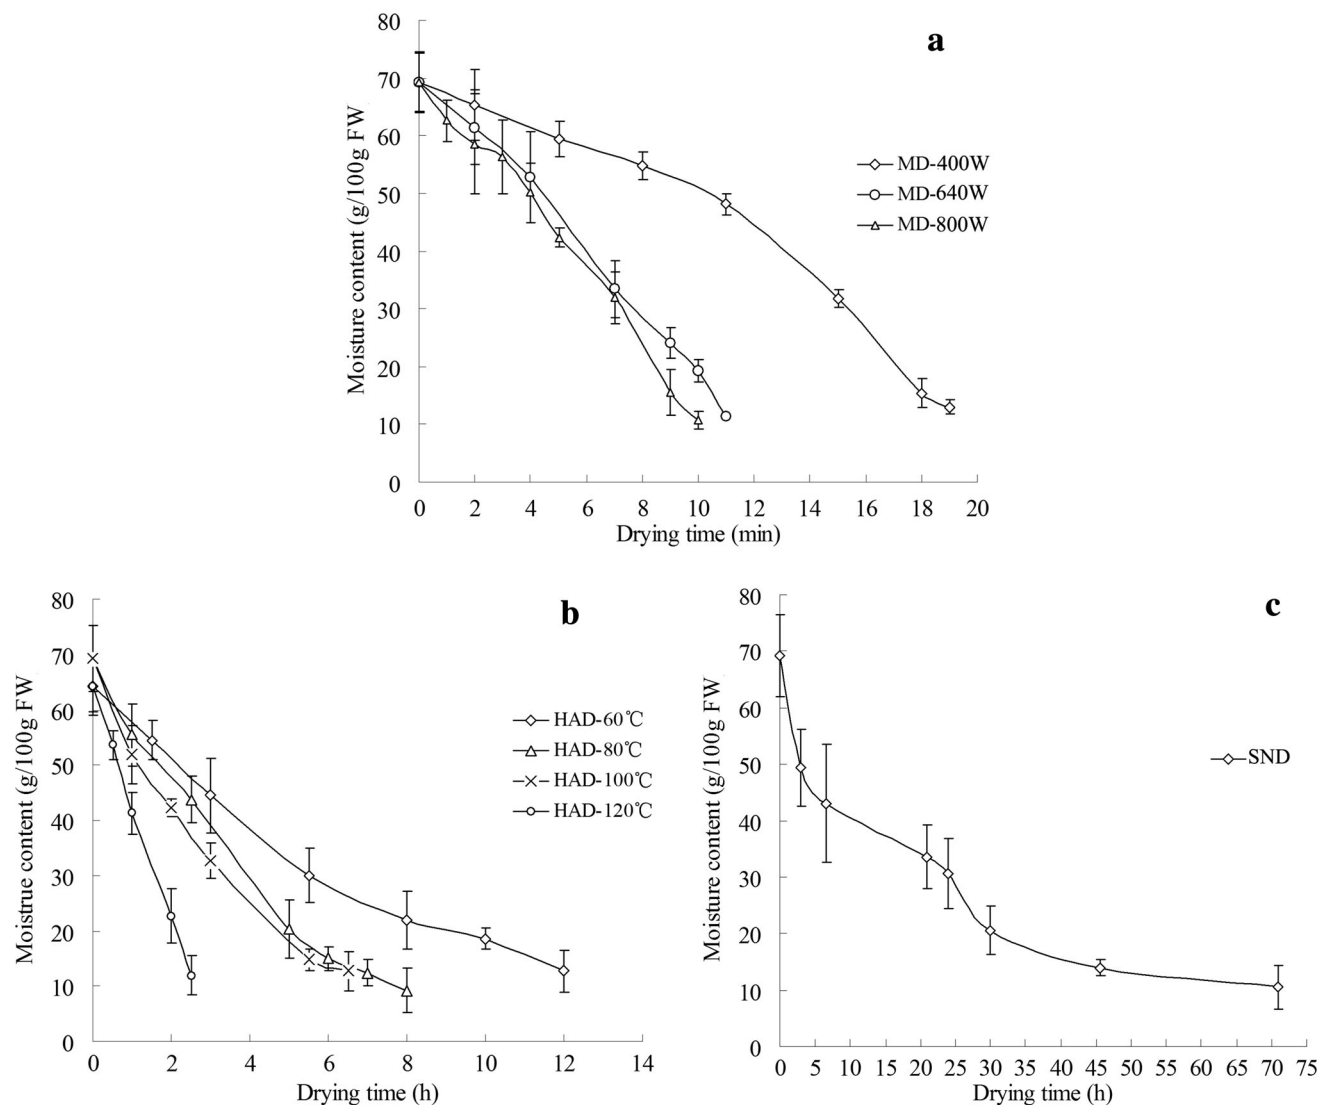 a
80
70
60
50
40
30
20
10
0
0 2 4 6 8 10 12 14 16 18 20
Moisture content (g/100g FW)
Drying time (min)
MD-400W
MD-640W
MD-800W
b
80
70
60
50
40
30
20
10
0
0 2 4 6 8 10 12 14
Moistrue content (g/100g FW
Drying time (h)
HAD-60℃
HAD-80℃
HAD-100℃
HAD-120℃
c
80
70
60
50
40
30
20
10
0
0 5 10 15 20 25 30 35 40 45 50 55 60 65 70 75
Moisture content (g/100g FW
Drying time (h)
SND